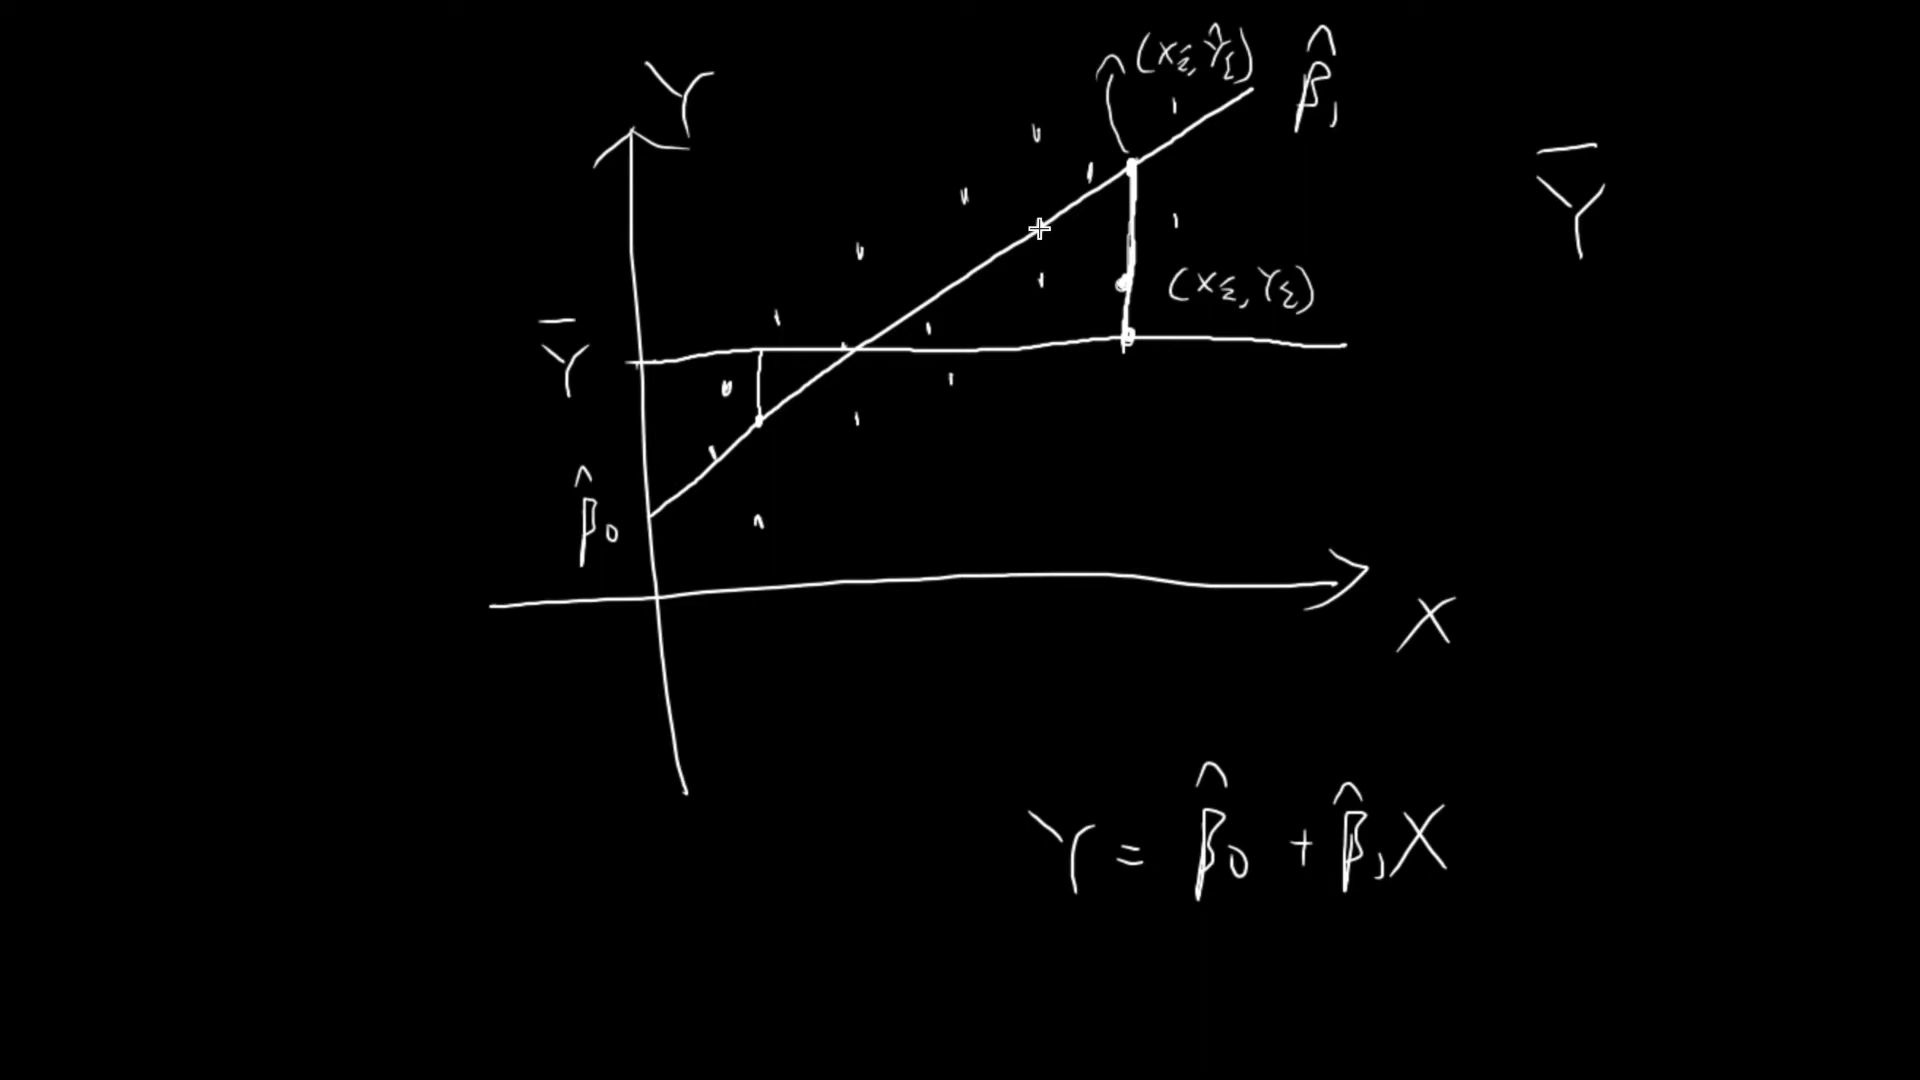 Y
(Xᵢ, Ŷᵢ)
β̂₁
Ȳ
(Xᵢ, Yᵢ)
Ȳ
β̂₀
X
Y = β̂₀ + β̂₁X